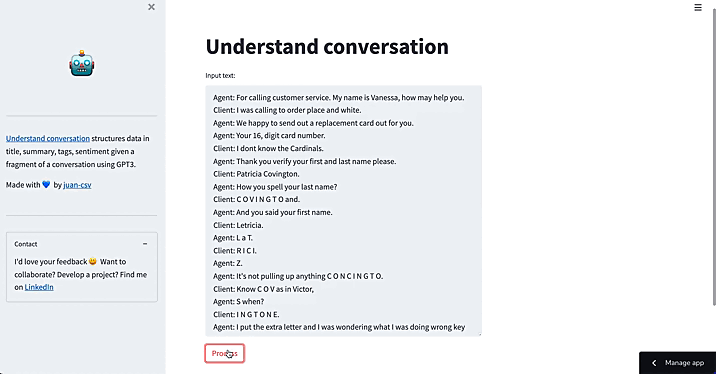 Understand conversation structures data in
title, summary, tags, sentiment given a
fragment of a conversation using GPT3.
Made with 💙 by juan-csv
Contact
I'd love your feedback 😀 Want to
collaborate? Develop a project? Find me
on LinkedIn
Understand conversation
Input text:
Agent: For calling customer service. My name is Vanessa, how may help you.
Client: I was calling to order place and white.
Agent: We happy to send out a replacement card out for you.
Agent: Your 16, digit card number.
Client: I dont know the Cardinals.
Agent: Thank you verify your first and last name please.
Client: Patricia Covington.
Agent: How you spell your last name?
Client: C O V I N G T O and.
Agent: And you said your first name.
Client: Letricia.
Agent: L a T.
Client: R I C I.
Agent: Z.
Agent: It's not pulling up anything C O N C I N G T O.
Client: Know C O V as in Victor,
Agent: S when?
Client: I N G T O N E.
Agent: I put the extra letter and I was wondering what I was doing wrong key
Process
Manage app